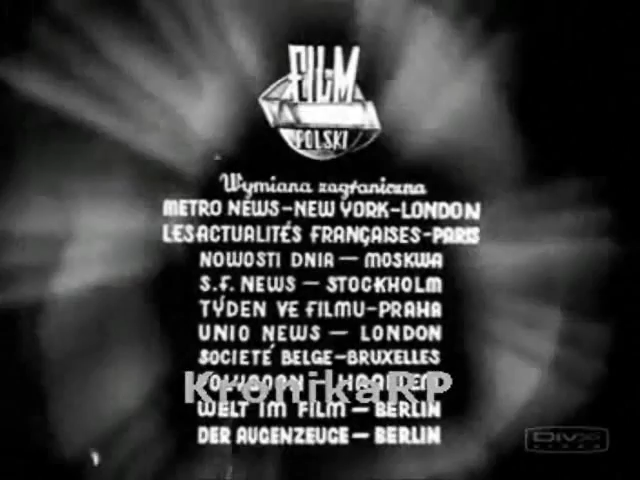 FILM
POLSKI
Wymiana zagraniczna
METRO NEWS—NEW YORK—LONDON
LES ACTUALITÉS FRANÇAISES—PARIS
NOWOSTI DNIA — MOSKWA
S.F. NEWS — STOCKHOLM
TÝDEN VE FILMU—PRAHA
UNIO NEWS — LONDON
SOCIETÉ BELGE—BRUXELLES
KronikaRP
WELT IM FILM — BERLIN
DER AUGENZEUGE — BERLIN
DivX
VIDEO